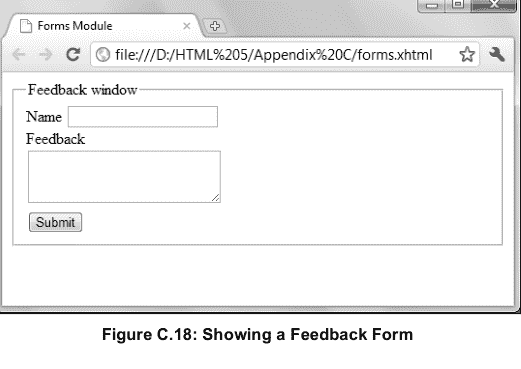 Forms Module
file:///D:/HTML%205/Appendix%20C/forms.xhtml
Feedback window
Name
Feedback
Submit
Figure C.18: Showing a Feedback Form